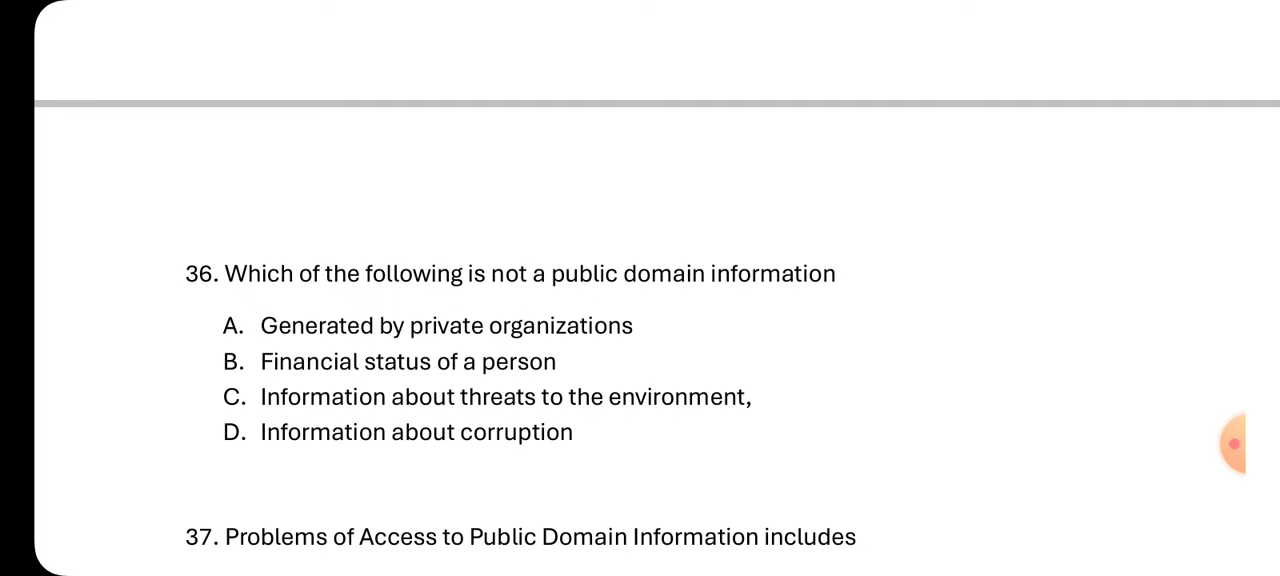 36. Which of the following is not a public domain information
A. Generated by private organizations
B. Financial status of a person
C. Information about threats to the environment,
D. Information about corruption
37. Problems of Access to Public Domain Information includes